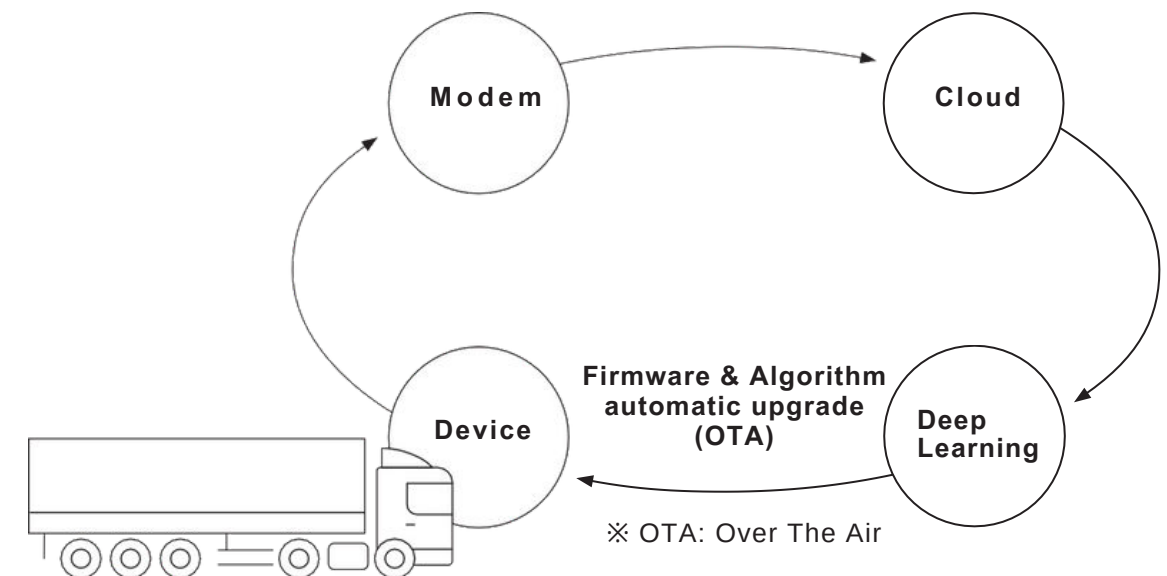 Modem
Cloud
Firmware & Algorithm
automatic upgrade
(OTA)
Device
Deep
Learning
※ OTA: Over The Air